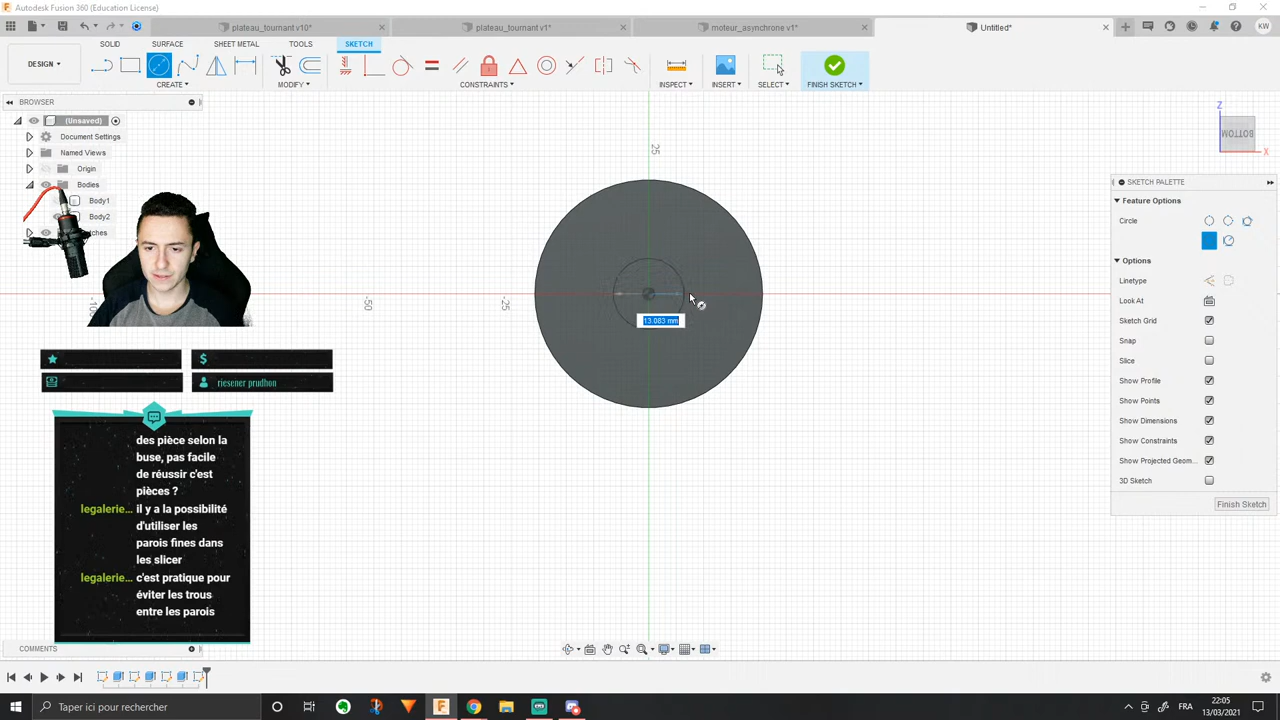 Autodesk Fusion 360 (Education License)
plateau_tournant v10*
plateau_tournant v1*
moteur_asynchrone v1*
Untitled*
KW
SOLID
SURFACE
SHEET METAL
TOOLS
SKETCH
DESIGN
CREATE
MODIFY
CONSTRAINTS
INSPECT
INSERT
SELECT
FINISH SKETCH
BROWSER
(Unsaved)
Document Settings
Named Views
Origin
Bodies
Body1
Body2
25
-25
-50
13.083 mm
Z
BOTTOM
X
SKETCH PALETTE
Feature Options
Circle
Options
Linetype
Look At
Sketch Grid
Snap
Slice
Show Profile
Show Points
Show Dimensions
Show Constraints
Show Projected Geom...
3D Sketch
Finish Sketch
$
riesener prudhon
des pièce selon la
buse, pas facile
de réussir c'est
pièces ?
legalerie... il y a la possibilité
d'utiliser les
parois fines dans
les slicer
legalerie... c'est pratique pour
éviter les trous
entre les parois
COMMENTS
Taper ici pour rechercher
FRA
22:05
13/03/2021